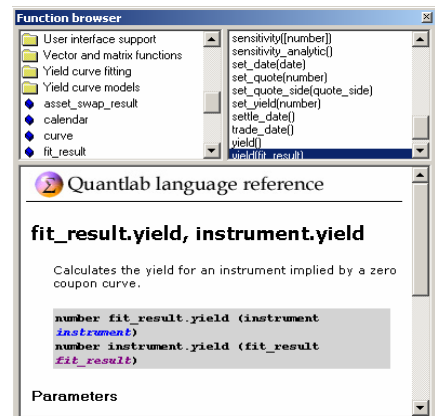 Function browser
User interface support
Vector and matrix functions
Yield curve fitting
Yield curve models
asset_swap_result
calendar
curve
fit_result
sensitivity([number])
sensitivity_analytic()
set_date(date)
set_quote(number)
set_quote_side(quote_side)
set_yield(number)
settle_date()
trade_date()
yield()
yield(fit_result)
Σ Quantlab language reference
fit_result.yield, instrument.yield
Calculates the yield for an instrument implied by a zero
coupon curve.
number fit_result.yield (instrument
instrument)
number instrument.yield (fit_result
fit_result)
Parameters